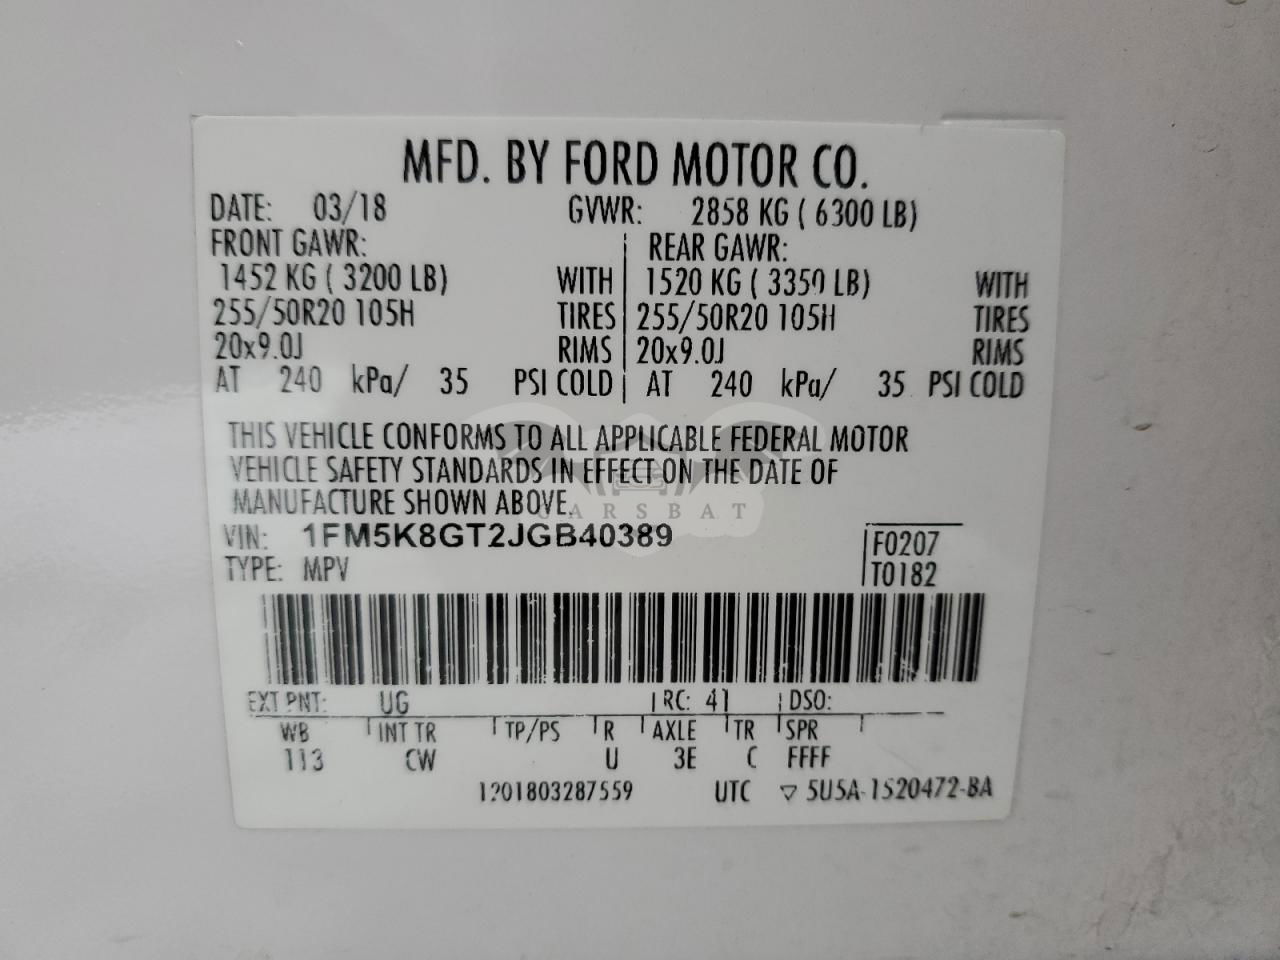 MFD. BY FORD MOTOR CO.
DATE: 03/18 GVWR: 2858 KG ( 6300 LB)
FRONT GAWR: REAR GAWR:
1452 KG ( 3200 LB) WITH 1520 KG ( 3350 LB) WITH
255/50R20 105H TIRES 255/50R20 105H TIRES
20x9.0J RIMS 20x9.0J RIMS
AT 240 kPa/ 35 PSI COLD AT 240 kPa/ 35 PSI COLD
THIS VEHICLE CONFORMS TO ALL APPLICABLE FEDERAL MOTOR
VEHICLE SAFETY STANDARDS IN EFFECT ON THE DATE OF
MANUFACTURE SHOWN ABOVE.
CARSBAT
VIN: 1FM5K8GT2JGB40389 F0207
TYPE: MPV T0182
EXT PNT: UG RC: 41 DSO:
WB INT TR TP/PS R AXLE TR SPR
113 CW U 3E C FFFF
1201803287559 UTC ▽ 5U5A-1520472-BA